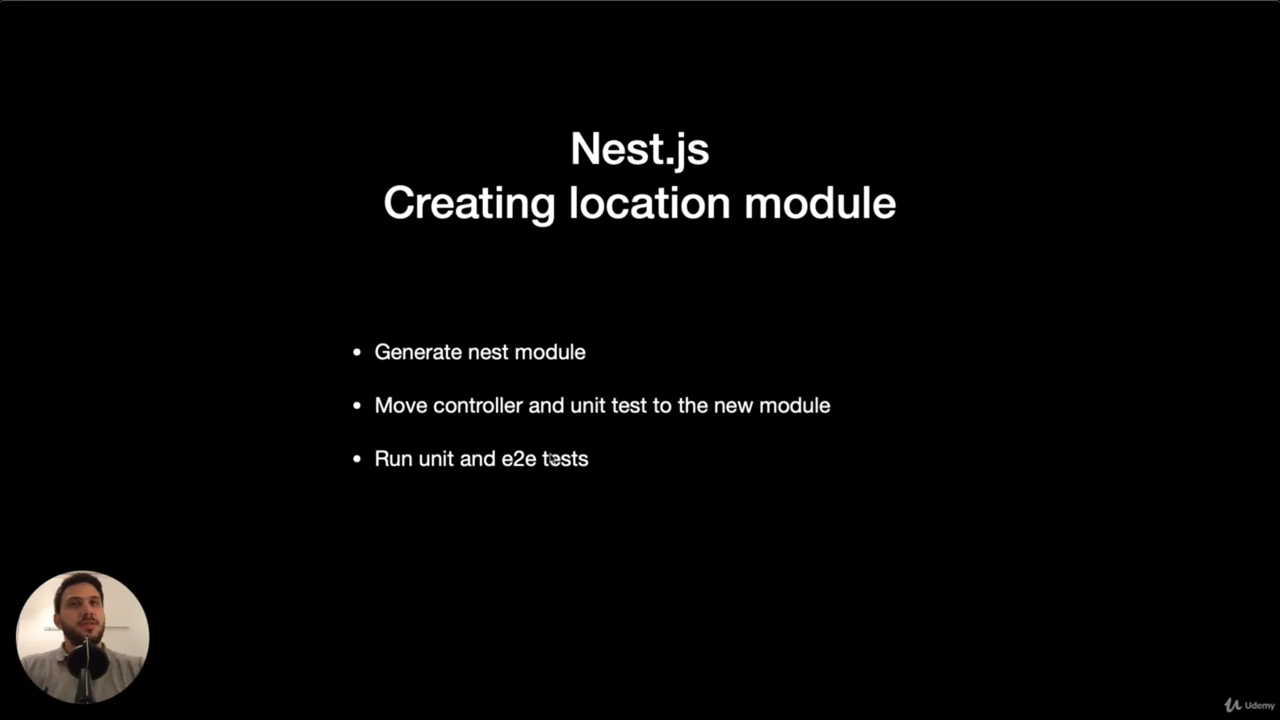 Nest.js
Creating location module
• Generate nest module
• Move controller and unit test to the new module
• Run unit and e2e tests
Udemy